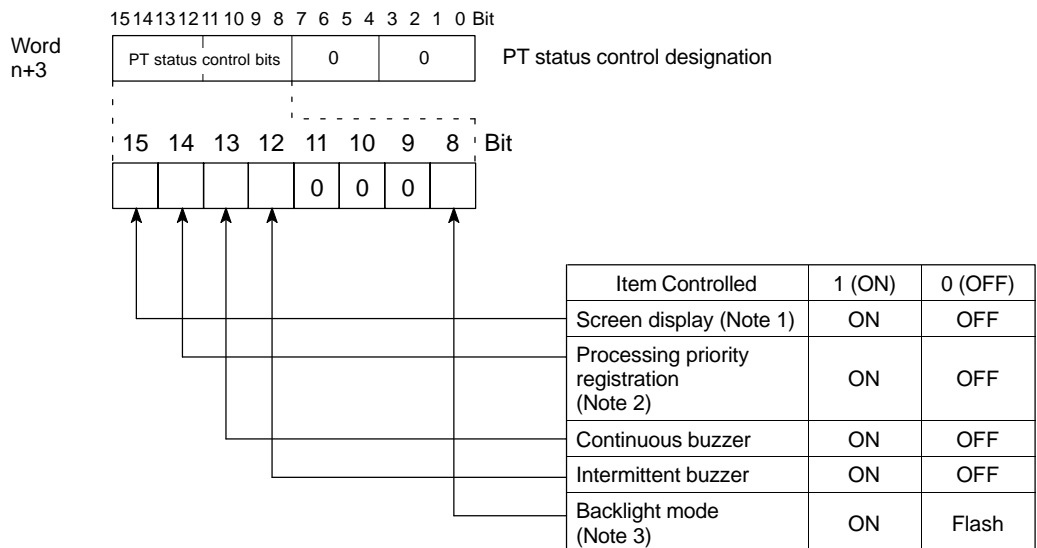 15 14 13 12 11 10 9 8 7 6 5 4 3 2 1 0 Bit
Word n+3
PT status control bits 0 0
PT status control designation
15 14 13 12 11 10 9 8 Bit
0 0 0
Item Controlled 1 (ON) 0 (OFF)
Screen display (Note 1) ON OFF
Processing priority
registration
(Note 2)
ON OFF
Continuous buzzer ON OFF
Intermittent buzzer ON OFF
Backlight mode
(Note 3)
ON Flash